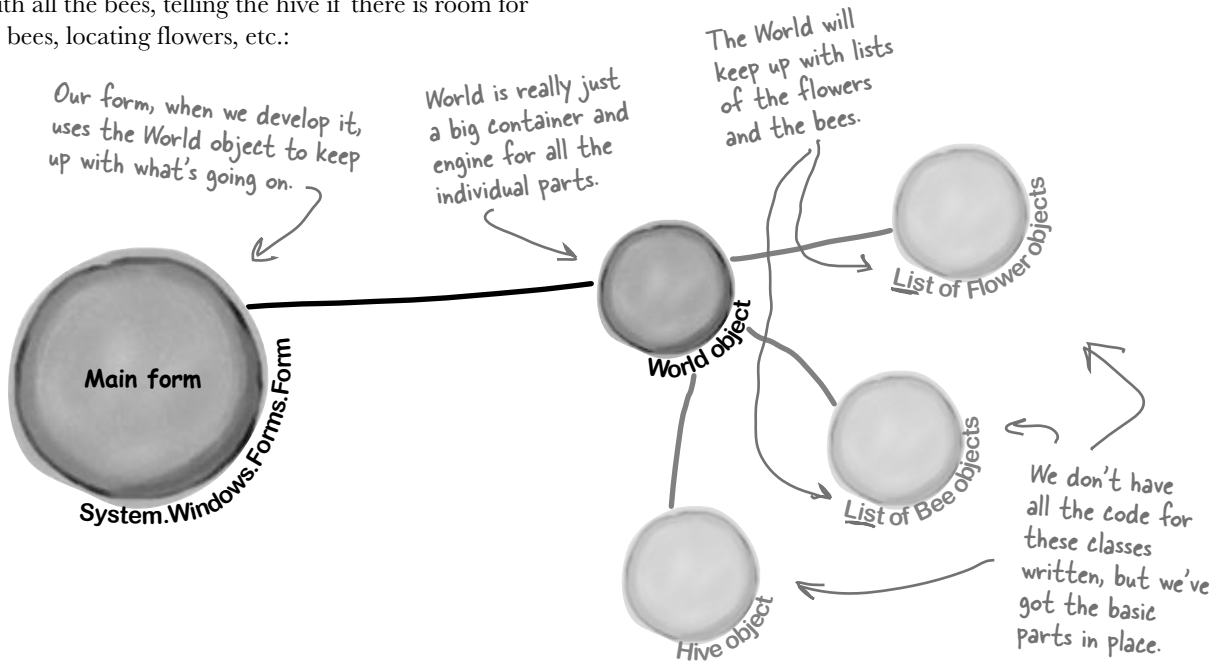 with all the bees, telling the hive if there is room for
bees, locating flowers, etc.:
Our form, when we develop it,
uses the World object to keep
up with what's going on.
World is really just
a big container and
engine for all the
individual parts.
The World will
keep up with lists
of the flowers
and the bees.
List of Flower objects
World object
Main form
System.Windows.Forms.Form
List of Bee objects
Hive object
We don't have
all the code for
these classes
written, but we've
got the basic
parts in place.